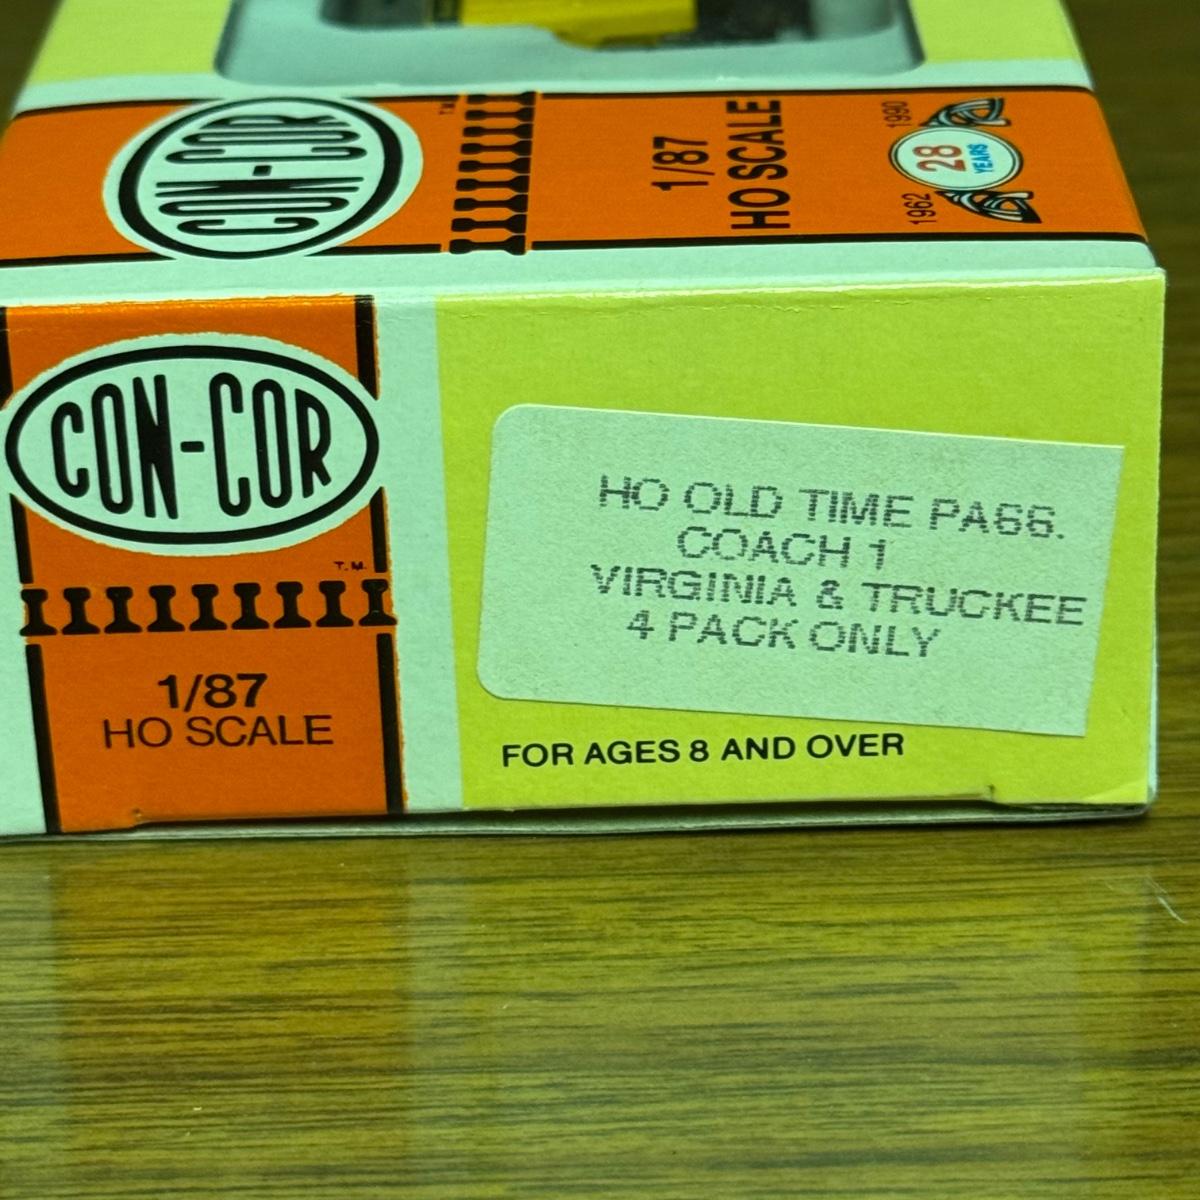 CON-COR
TM
1/87
HO SCALE
1962 28 YEARS 1990
CON-COR
T.M.
1/87
HO SCALE
HO OLD TIME PA66.
COACH 1
VIRGINIA & TRUCKEE
4 PACK ONLY
FOR AGES 8 AND OVER